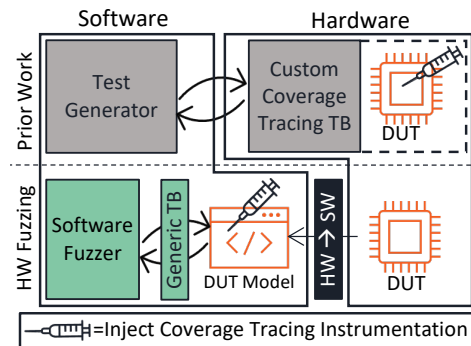 Software
Hardware
Prior Work
Test
Generator
Custom
Coverage
Tracing TB
DUT
HW Fuzzing
Software
Fuzzer
Generic TB
</>
DUT Model
HW → SW
DUT
=Inject Coverage Tracing Instrumentation